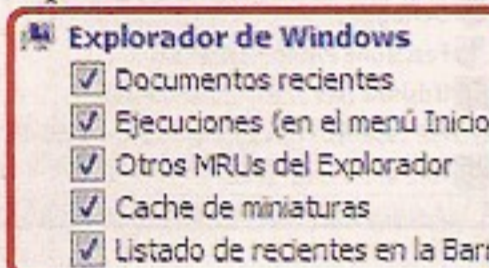 Explorador de Windows
Documentos recientes
Ejecuciones (en el menú Inicio
Otros MRUs del Explorador
Cache de miniaturas
Listado de recientes en la Barr